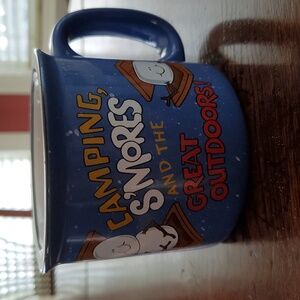 CAMPING,
S'MORES
AND THE
GREAT
OUTDOORS!